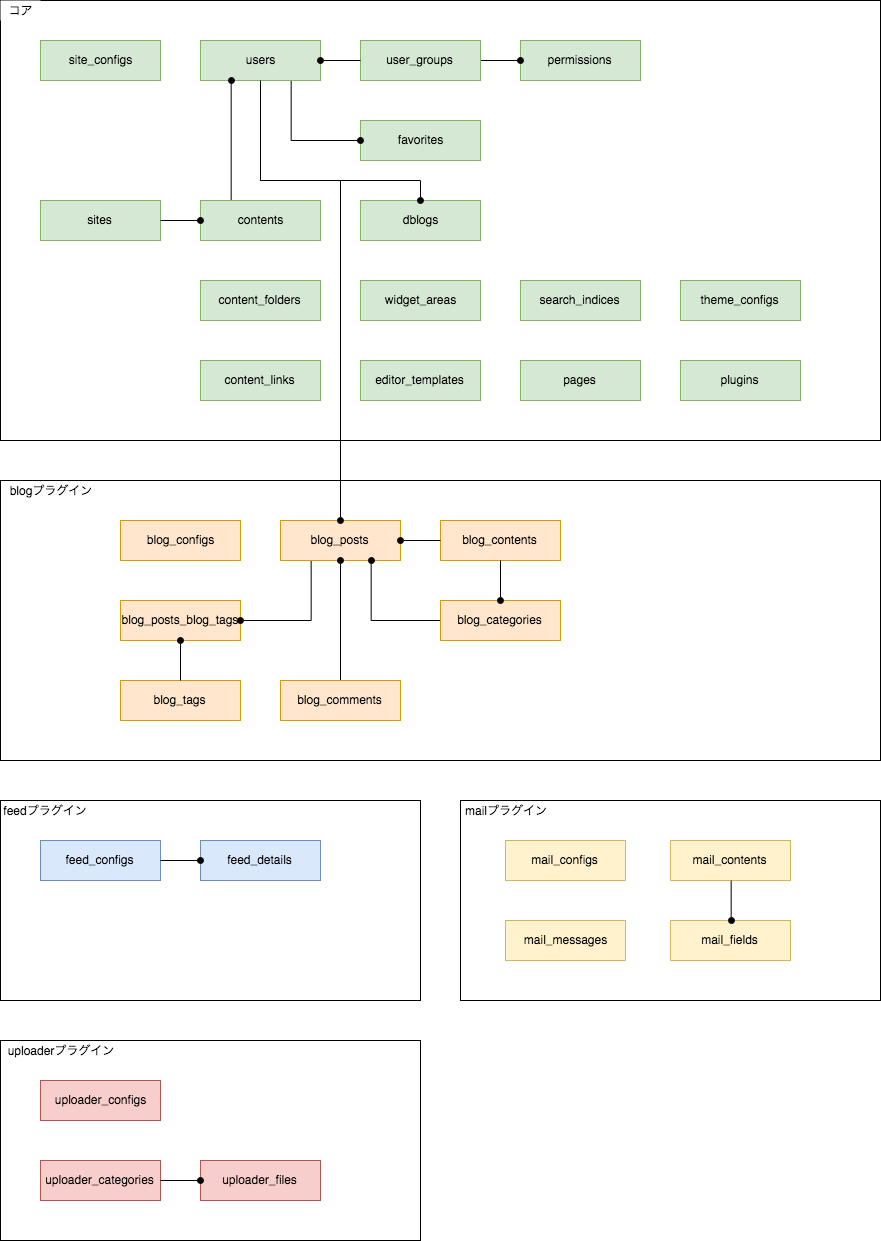 コア
site_configs
users
user_groups
permissions
favorites
sites
contents
dblogs
content_folders
widget_areas
search_indices
theme_configs
content_links
editor_templates
pages
plugins
blogプラグイン
blog_configs
blog_posts
blog_contents
blog_posts_blog_tags
blog_categories
blog_tags
blog_comments
feedプラグイン
feed_configs
feed_details
mailプラグイン
mail_configs
mail_contents
mail_messages
mail_fields
uploaderプラグイン
uploader_configs
uploader_categories
uploader_files